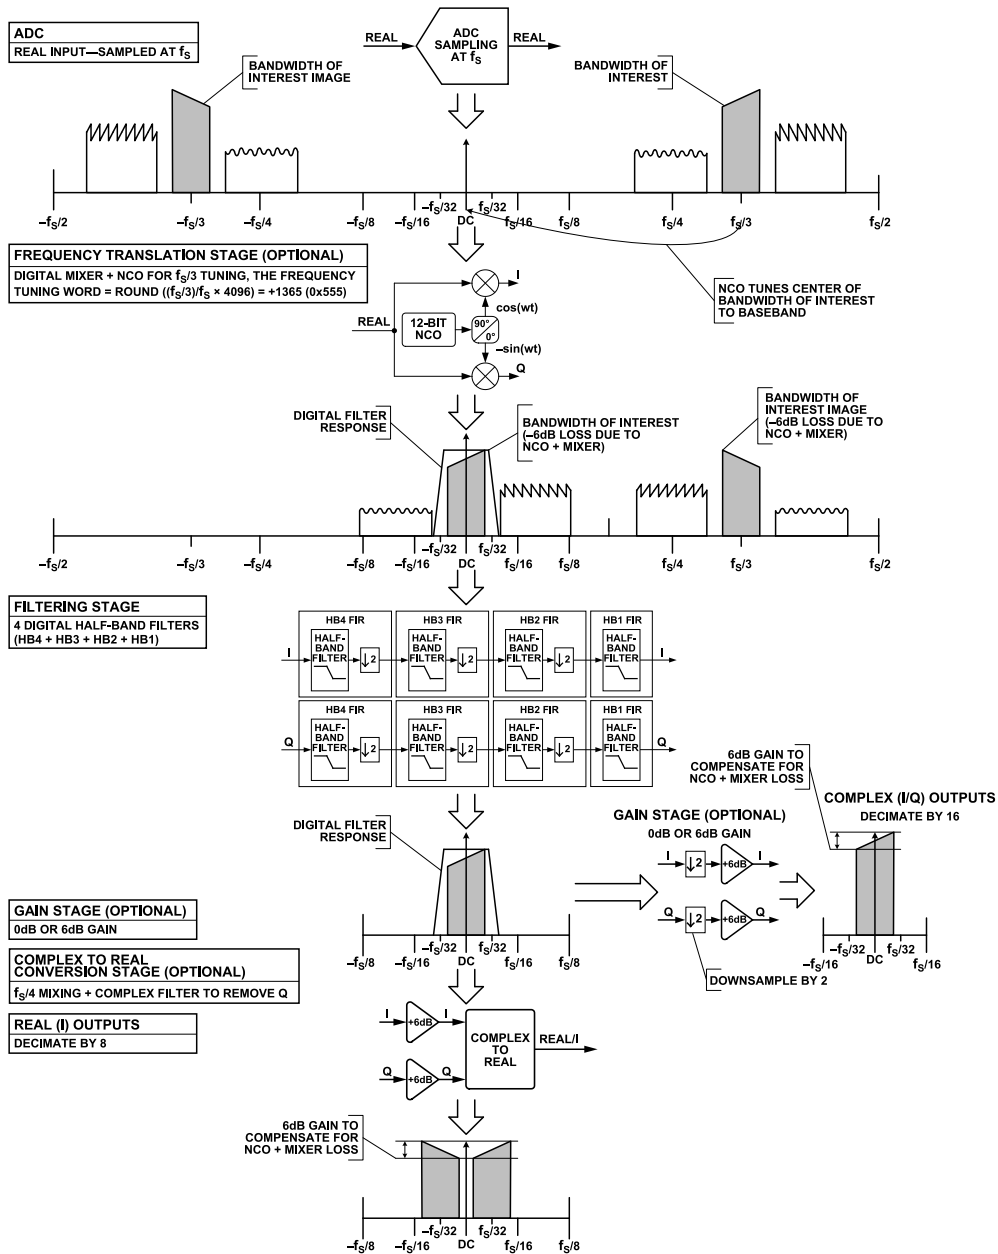 ADC
REAL INPUT—SAMPLED AT fS
REAL
ADC
SAMPLING
AT fS
REAL
BANDWIDTH OF
INTEREST IMAGE
BANDWIDTH OF
INTEREST
–fS/2
–fS/3
–fS/4
–fS/8
–fS/16
–fS/32
DC
fS/32
fS/16
fS/8
fS/4
fS/3
fS/2
FREQUENCY TRANSLATION STAGE (OPTIONAL)
DIGITAL MIXER + NCO FOR fS/3 TUNING, THE FREQUENCY
TUNING WORD = ROUND ((fS/3)/fS × 4096) = +1365 (0x555)
NCO TUNES CENTER OF
BANDWIDTH OF INTEREST
TO BASEBAND
REAL
12-BIT
NCO
90°
0°
cos(wt)
–sin(wt)
I
Q
DIGITAL FILTER
RESPONSE
BANDWIDTH OF INTEREST
(–6dB LOSS DUE TO
NCO + MIXER)
BANDWIDTH OF
INTEREST IMAGE
(–6dB LOSS DUE TO
NCO + MIXER)
–fS/2
–fS/3
–fS/4
–fS/8
–fS/16
–fS/32
DC
fS/32
fS/16
fS/8
fS/4
fS/3
fS/2
FILTERING STAGE
4 DIGITAL HALF-BAND FILTERS
(HB4 + HB3 + HB2 + HB1)
HB4 FIR
HB3 FIR
HB2 FIR
HB1 FIR
I
HALF-
BAND
FILTER
↓2
HALF-
BAND
FILTER
↓2
HALF-
BAND
FILTER
↓2
HALF-
BAND
FILTER
I
HB4 FIR
HB3 FIR
HB2 FIR
HB1 FIR
Q
HALF-
BAND
FILTER
↓2
HALF-
BAND
FILTER
↓2
HALF-
BAND
FILTER
↓2
HALF-
BAND
FILTER
Q
6dB GAIN TO
COMPENSATE FOR
NCO + MIXER LOSS
COMPLEX (I/Q) OUTPUTS
DECIMATE BY 16
DIGITAL FILTER
RESPONSE
GAIN STAGE (OPTIONAL)
0dB OR 6dB GAIN
I
↓2
+6dB
I
Q
↓2
+6dB
Q
DOWNSAMPLE BY 2
–fS/8
–fS/16
–fS/32
DC
fS/32
fS/16
fS/8
–fS/16
–fS/32
DC
fS/32
fS/16
GAIN STAGE (OPTIONAL)
0dB OR 6dB GAIN
COMPLEX TO REAL
CONVERSION STAGE (OPTIONAL)
fS/4 MIXING + COMPLEX FILTER TO REMOVE Q
REAL (I) OUTPUTS
DECIMATE BY 8
I
+6dB
I
Q
+6dB
Q
COMPLEX
TO
REAL
REAL/I
6dB GAIN TO
COMPENSATE FOR
NCO + MIXER LOSS
–fS/8
–fS/16
–fS/32
DC
fS/32
fS/16
fS/8